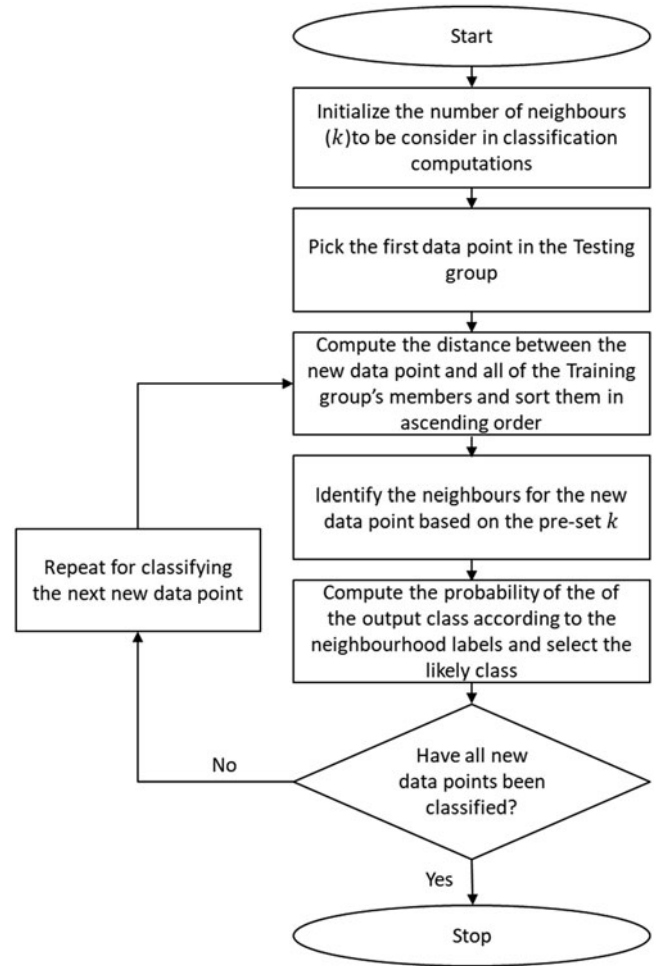 Start
Initialize the number of neighbours
(k)to be consider in classification
computations
Pick the first data point in the Testing
group
Compute the distance between the
new data point and all of the Training
group's members and sort them in
ascending order
Identify the neighbours for the new
data point based on the pre-set k
Repeat for classifying
the next new data point
Compute the probability of the of
the output class according to the
neighbourhood labels and select the
likely class
Have all new
data points been
classified?
No
Yes
Stop